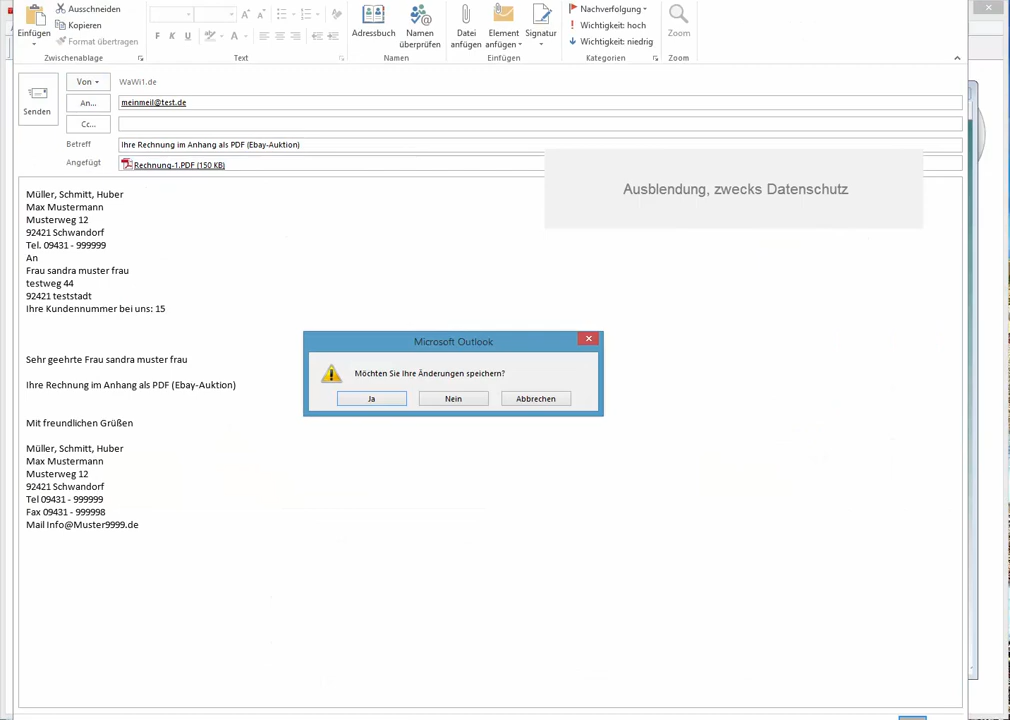 Einfügen
Ausschneiden
Kopieren
Format übertragen
Zwischenablage
F K U
A
Text
Adressbuch
Namen
überprüfen
Namen
Datei
anfügen
Element
anfügen
Signatur
Einfügen
Nachverfolgung
Wichtigkeit: hoch
Wichtigkeit: niedrig
Kategorien
Zoom
Zoom
Senden
Von
WaWi1.de
An...
meinmeil@test.de
Cc...
Betreff
Ihre Rechnung im Anhang als PDF (Ebay-Auktion)
Angefügt
Rechnung-1.PDF (150 KB)
Ausblendung, zwecks Datenschutz
Müller, Schmitt, Huber
Max Mustermann
Musterweg 12
92421 Schwandorf
Tel. 09431 - 999999
An
Frau sandra muster frau
testweg 44
92421 teststadt
Ihre Kundennummer bei uns: 15
Sehr geehrte Frau sandra muster frau
Ihre Rechnung im Anhang als PDF (Ebay-Auktion)
Mit freundlichen Grüßen
Müller, Schmitt, Huber
Max Mustermann
Musterweg 12
92421 Schwandorf
Tel 09431 - 999999
Fax 09431 - 999998
Mail Info@Muster9999.de
Microsoft Outlook
Möchten Sie Ihre Änderungen speichern?
Ja
Nein
Abbrechen